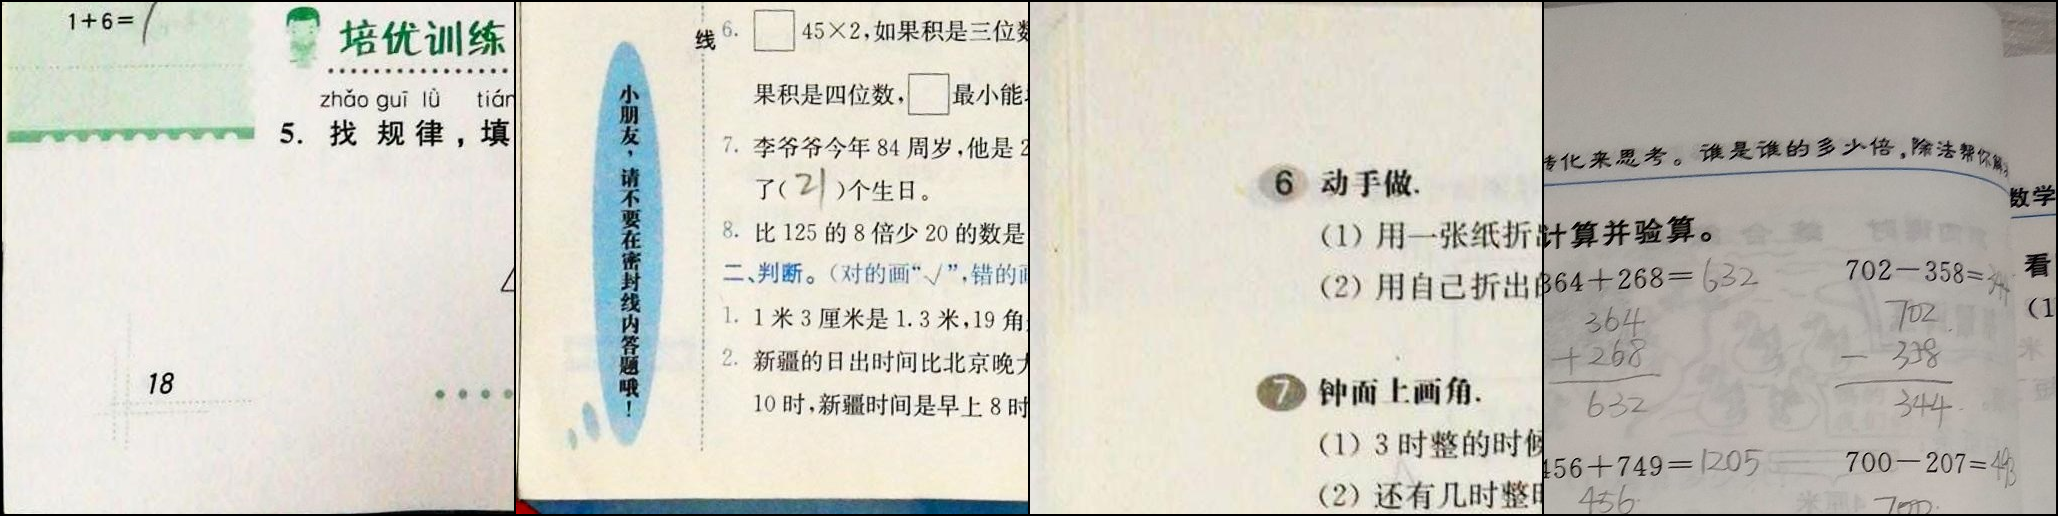 1+6=
培优训练
zhǎo guī lǜ tián
5. 找 规 律 , 填
18
小朋友，请不要在密封线内答题哦！
线
6. □45×2,如果积是三位数
果积是四位数,□最小能
7. 李爷爷今年 84 周岁,他是 2
了( 21 )个生日。
8. 比 125 的 8 倍少 20 的数是
二、判断。(对的画“√”,错的画
1. 1 米 3 厘米是 1.3 米,19 角
2. 新疆的日出时间比北京晚大
10 时,新疆时间是早上 8 时
6 动手做.
(1) 用一张纸折出
(2) 用自己折出的
7 钟面上画角.
(1) 3 时整的时候
(2) 还有几时整时
转化来思考。谁是谁的多少倍,除法帮你解
计算并验算。
364+268=632 702-358=344
364 702
+268 - 358
632 344
456+749=1205 700-207=493
456 700
数学
看
(1